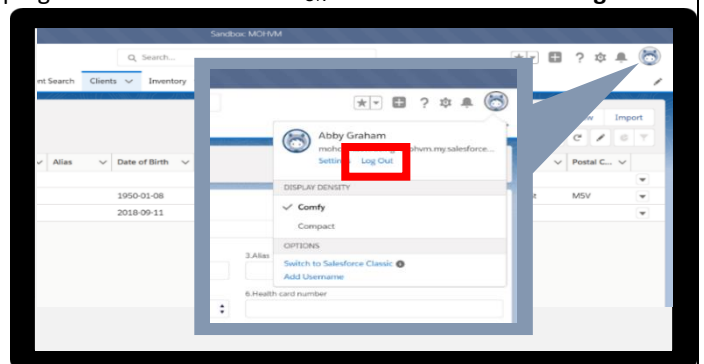 Sandbox: MOHVM
Search...
nt Search Clients Inventory
Import
Alias Date of Birth Postal C...
1950-01-08 M5V
2018-09-11
Abby Graham
Log Out
DISPLAY DENSITY
Comfy
Compact
OPTIONS
Switch to Salesforce Classic
Add Username
3.Alias
6.Health card number